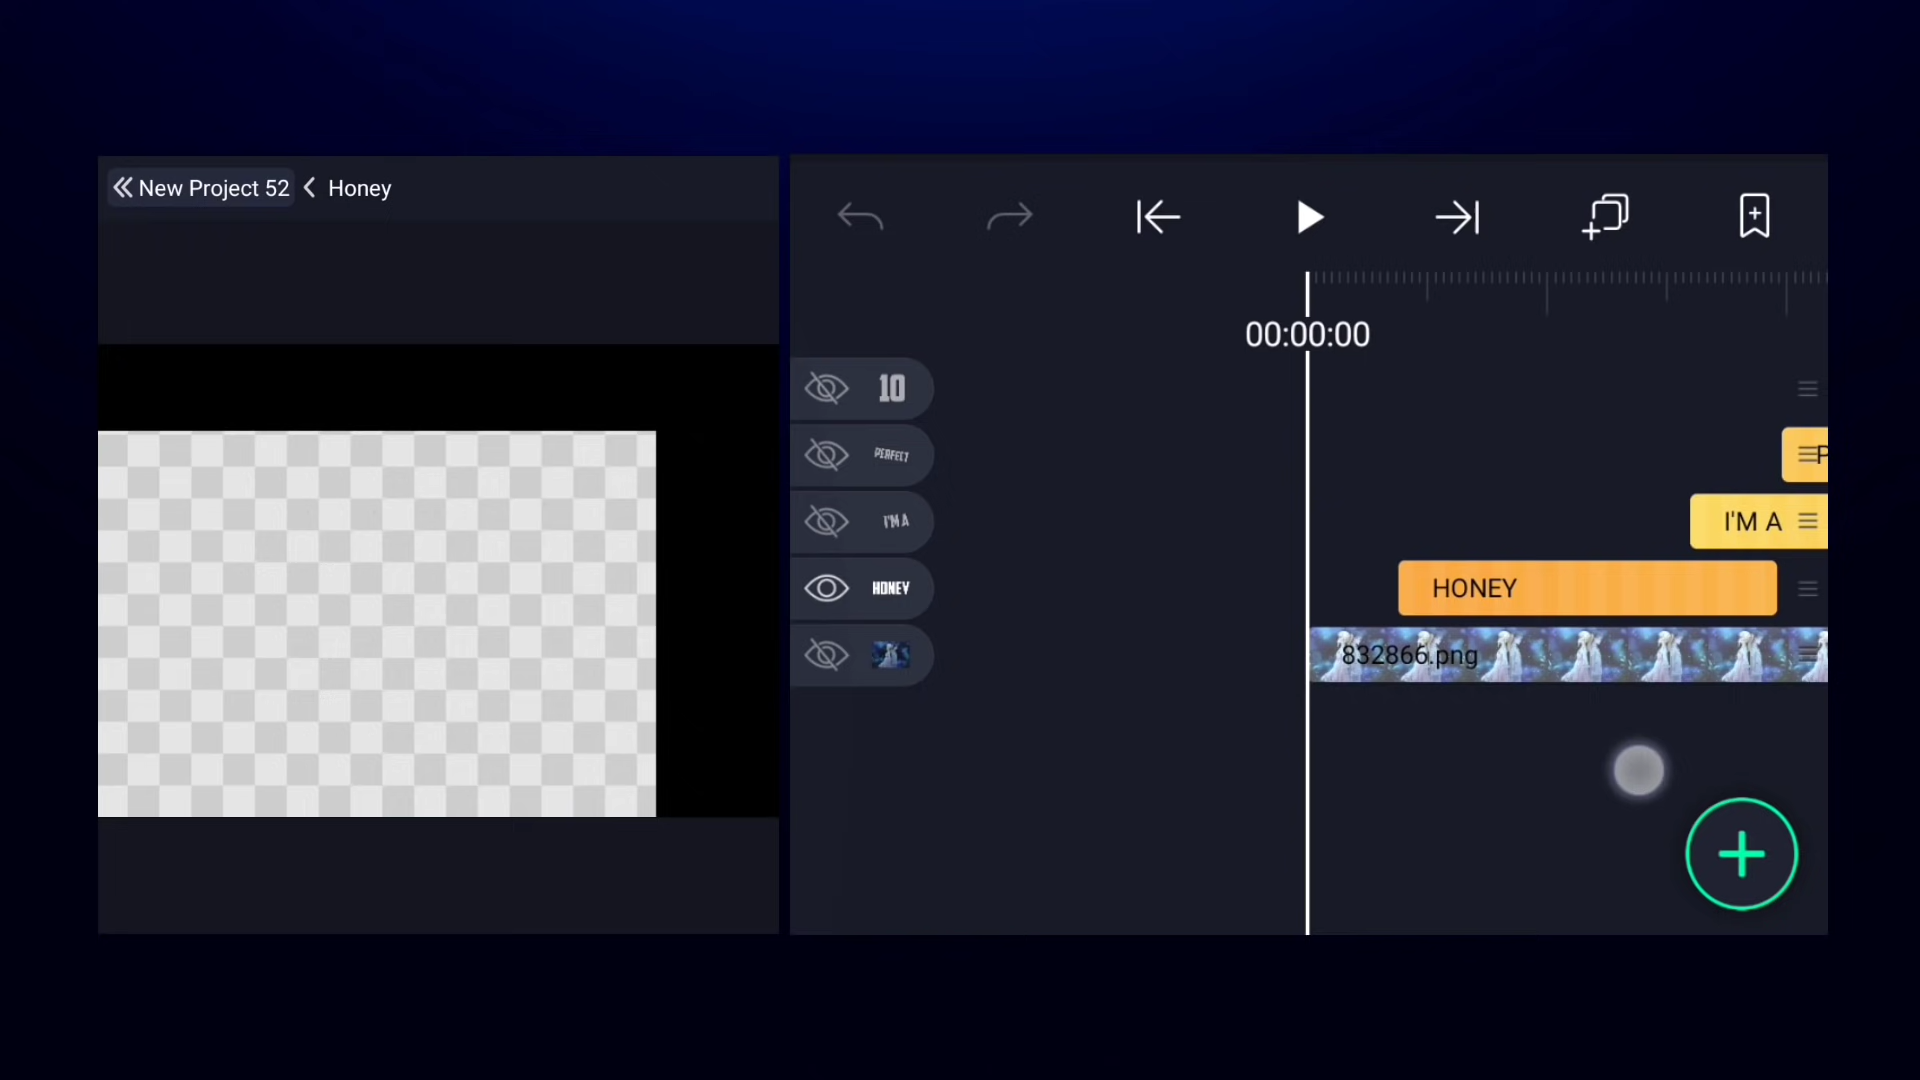 New Project 52
Honey
00:00:00
10
PERFECT
P
I'M A
I'M A
HONEY
HONEY
832866.png